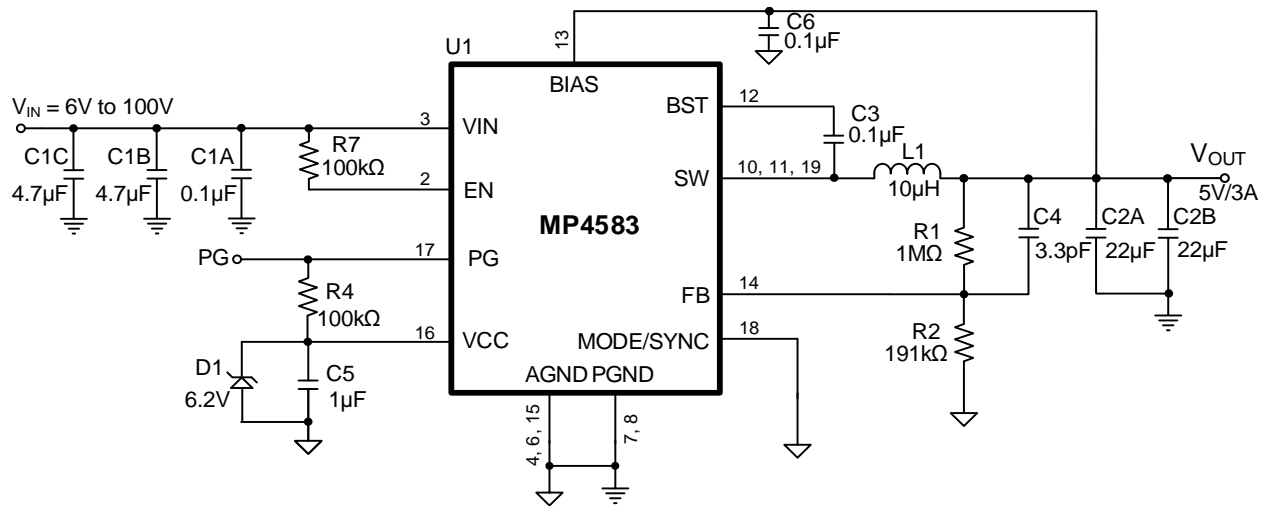 U1
13
C6
0.1µF
BIAS
VIN = 6V to 100V
3
VIN
BST
12
C3
0.1µF
C1C
4.7µF
C1B
4.7µF
C1A
0.1µF
R7
100kΩ
2
EN
SW
10, 11, 19
L1
10µH
VOUT
5V/3A
MP4583
PG
17
PG
R1
1MΩ
C4
3.3pF
C2A
22µF
C2B
22µF
R4
100kΩ
FB
14
16
VCC
MODE/SYNC
18
R2
191kΩ
D1
6.2V
C5
1µF
AGND PGND
4, 6, 15
7, 8